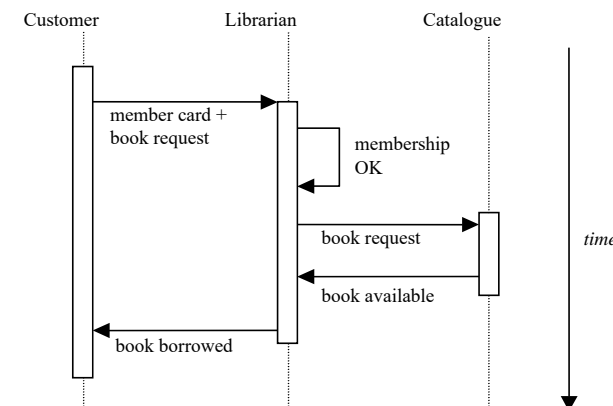 Customer
Librarian
Catalogue
member card +
book request
membership
OK
book request
time
book available
book borrowed